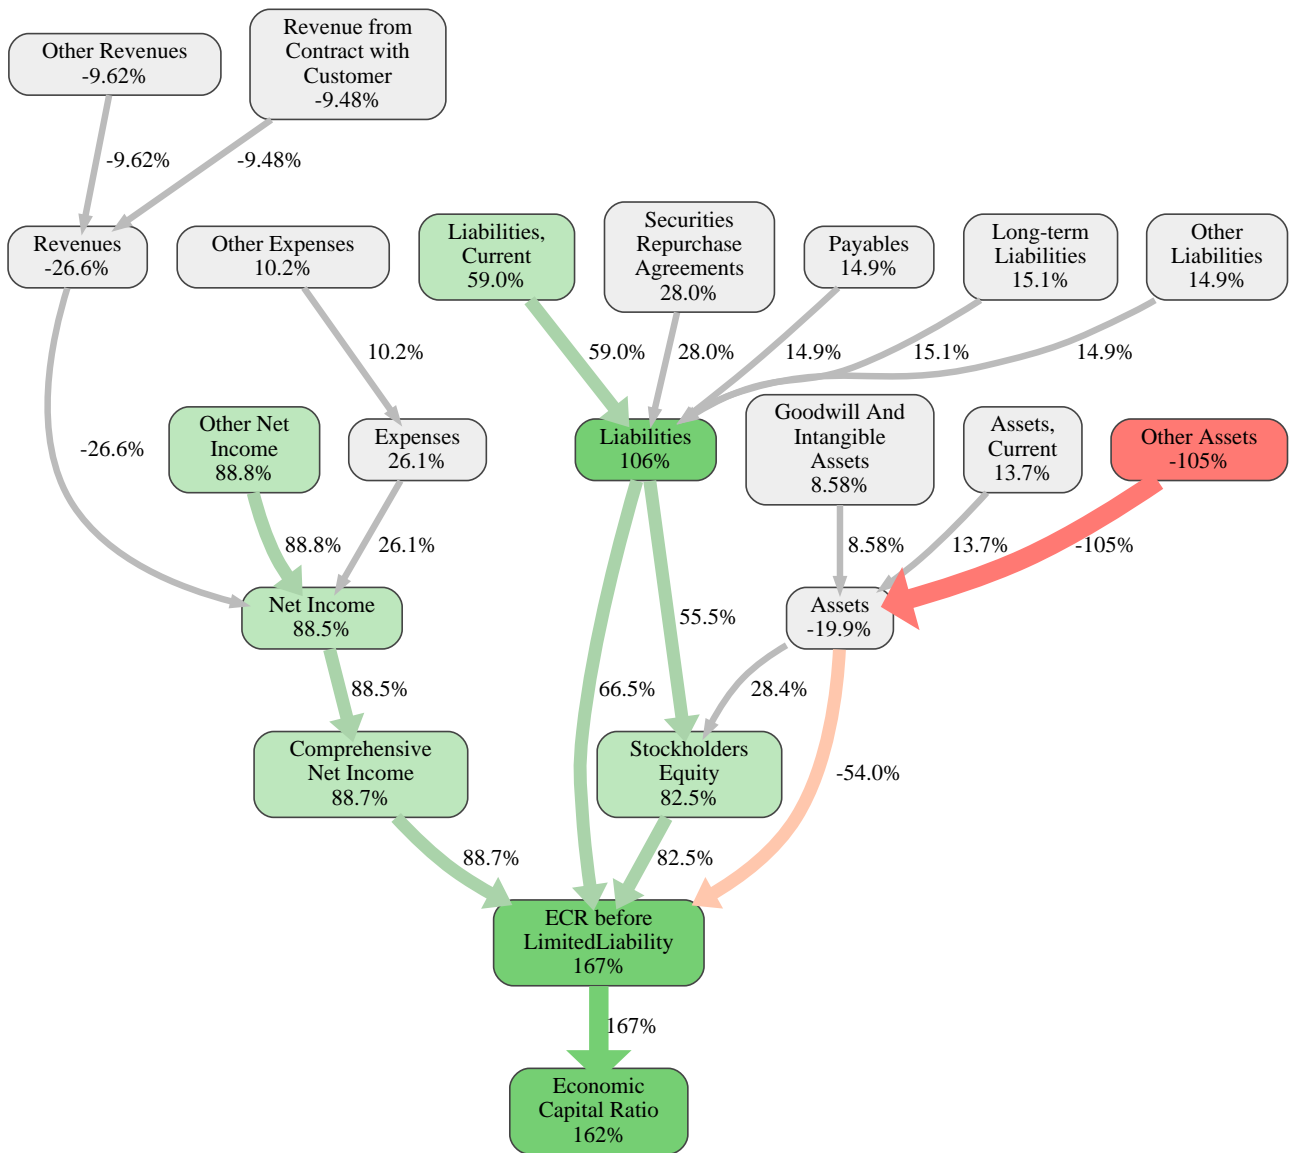 Other Revenues
-9.62%
Revenue from
Contract with
Customer
-9.48%
-9.62%
-9.48%
Revenues
-26.6%
Other Expenses
10.2%
Liabilities,
Current
59.0%
Securities
Repurchase
Agreements
28.0%
Payables
14.9%
Long-term
Liabilities
15.1%
Other
Liabilities
14.9%
10.2%
59.0%
28.0%
14.9%
15.1%
14.9%
-26.6%
Other Net
Income
88.8%
Expenses
26.1%
Liabilities
106%
Goodwill And
Intangible
Assets
8.58%
Assets,
Current
13.7%
Other Assets
-105%
88.8%
26.1%
8.58%
13.7%
-105%
Net Income
88.5%
55.5%
Assets
-19.9%
88.5%
66.5%
28.4%
Comprehensive
Net Income
88.7%
Stockholders
Equity
82.5%
-54.0%
88.7%
82.5%
ECR before
LimitedLiability
167%
167%
Economic
Capital Ratio
162%